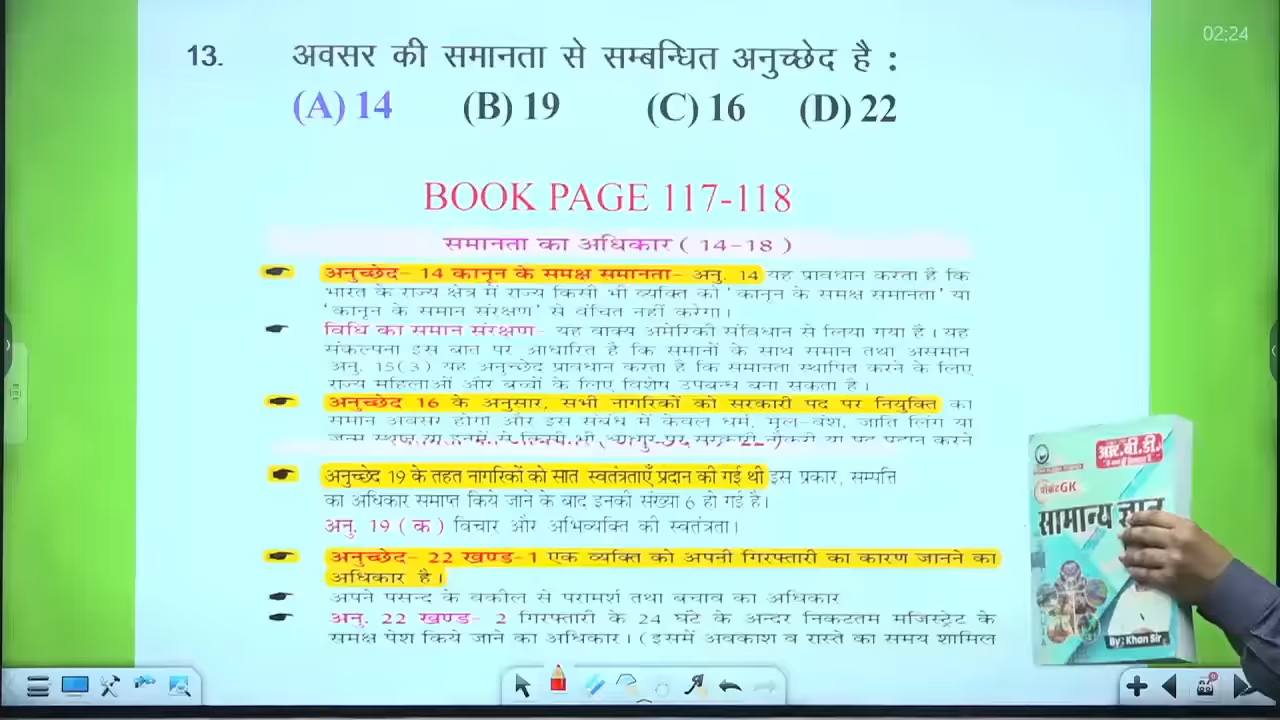 02:24
13. अवसर की समानता से सम्बन्धित अनुच्छेद है :
(A) 14 (B) 19 (C) 16 (D) 22
BOOK PAGE 117-118
समानता का अधिकार ( 14-18 )
अनुच्छेद- 14 कानून के समक्ष समानता- अनु. 14 यह प्रावधान करता है कि
भारत के राज्य क्षेत्र में राज्य किसी भी व्यक्ति को ' कानून के समक्ष समानता' या
'कानून के समान संरक्षण' से वंचित नहीं करेगा।
विधि का समान संरक्षण- यह वाक्य अमेरिकी संविधान से लिया गया है। यह
संकल्पना इस बात पर आधारित है कि समानों के साथ समान तथा असमान
अनु. 15(3) यह अनुच्छेद प्रावधान करता है कि समानता स्थापित करने के लिए
राज्य महिलाओं और बच्चों के लिए विशेष उपबन्ध बना सकता है।
अनुच्छेद 16 के अनुसार, सभी नागरिकों को सरकारी पद पर नियुक्ति का
समान अवसर होगा और इस संबंध में केवल धर्म, मूल-वंश, जाति लिंग या
अनुच्छेद 19 के तहत नागरिकों को सात स्वतंत्रताएँ प्रदान की गई थी इस प्रकार, सम्पत्ति
का अधिकार समाप्त किये जाने के बाद इनकी संख्या 6 हो गई है।
अनु. 19 ( क ) विचार और अभिव्यक्ति की स्वतंत्रता।
अनुच्छेद- 22 खण्ड- 1 एक व्यक्ति को अपनी गिरफ्तारी का कारण जानने का
अधिकार है।
अपने पसन्द के वकील से परामर्श तथा बचाव का अधिकार
अनु. 22 खण्ड- 2 गिरफ्तारी के 24 घंटे के अन्दर निकटतम मजिस्ट्रेट के
समक्ष पेश किये जाने का अधिकार। (इसमें अवकाश व रास्ते का समय शामिल
आर.बी.डी.
पॉकेट GK
सामान्य ज्ञान
By: Khan Sir